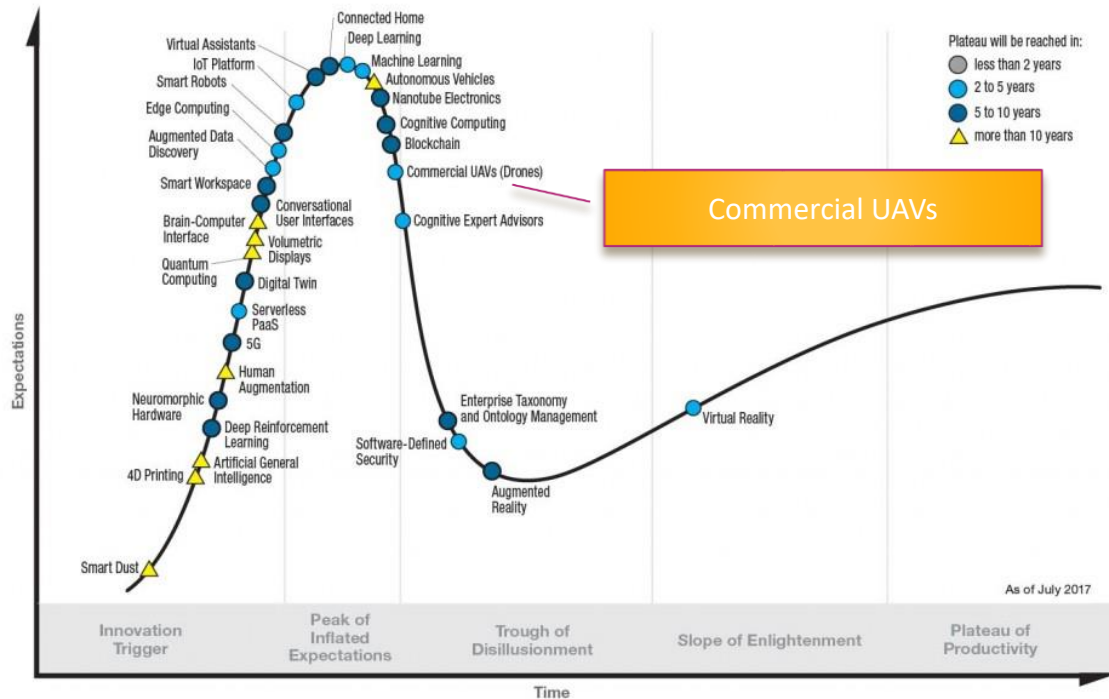 Connected Home
Deep Learning
Virtual Assistants
Machine Learning
IoT Platform
Autonomous Vehicles
Smart Robots
Nanotube Electronics
Edge Computing
Cognitive Computing
Augmented Data
Discovery
Blockchain
Commercial UAVs (Drones)
Smart Workspace
Conversational
User Interfaces
Cognitive Expert Advisors
Brain-Computer
Interface
Volumetric
Displays
Quantum
Computing
Digital Twin
Serverless
PaaS
5G
Human
Augmentation
Neuromorphic
Hardware
Deep Reinforcement
Learning
Artificial General
Intelligence
4D Printing
Smart Dust
Enterprise Taxonomy
and Ontology Management
Software-Defined
Security
Augmented
Reality
Virtual Reality
Plateau will be reached in:
less than 2 years
2 to 5 years
5 to 10 years
more than 10 years
Commercial UAVs
As of July 2017
Expectations
Innovation
Trigger
Peak of
Inflated
Expectations
Trough of
Disillusionment
Slope of Enlightenment
Plateau of
Productivity
Time